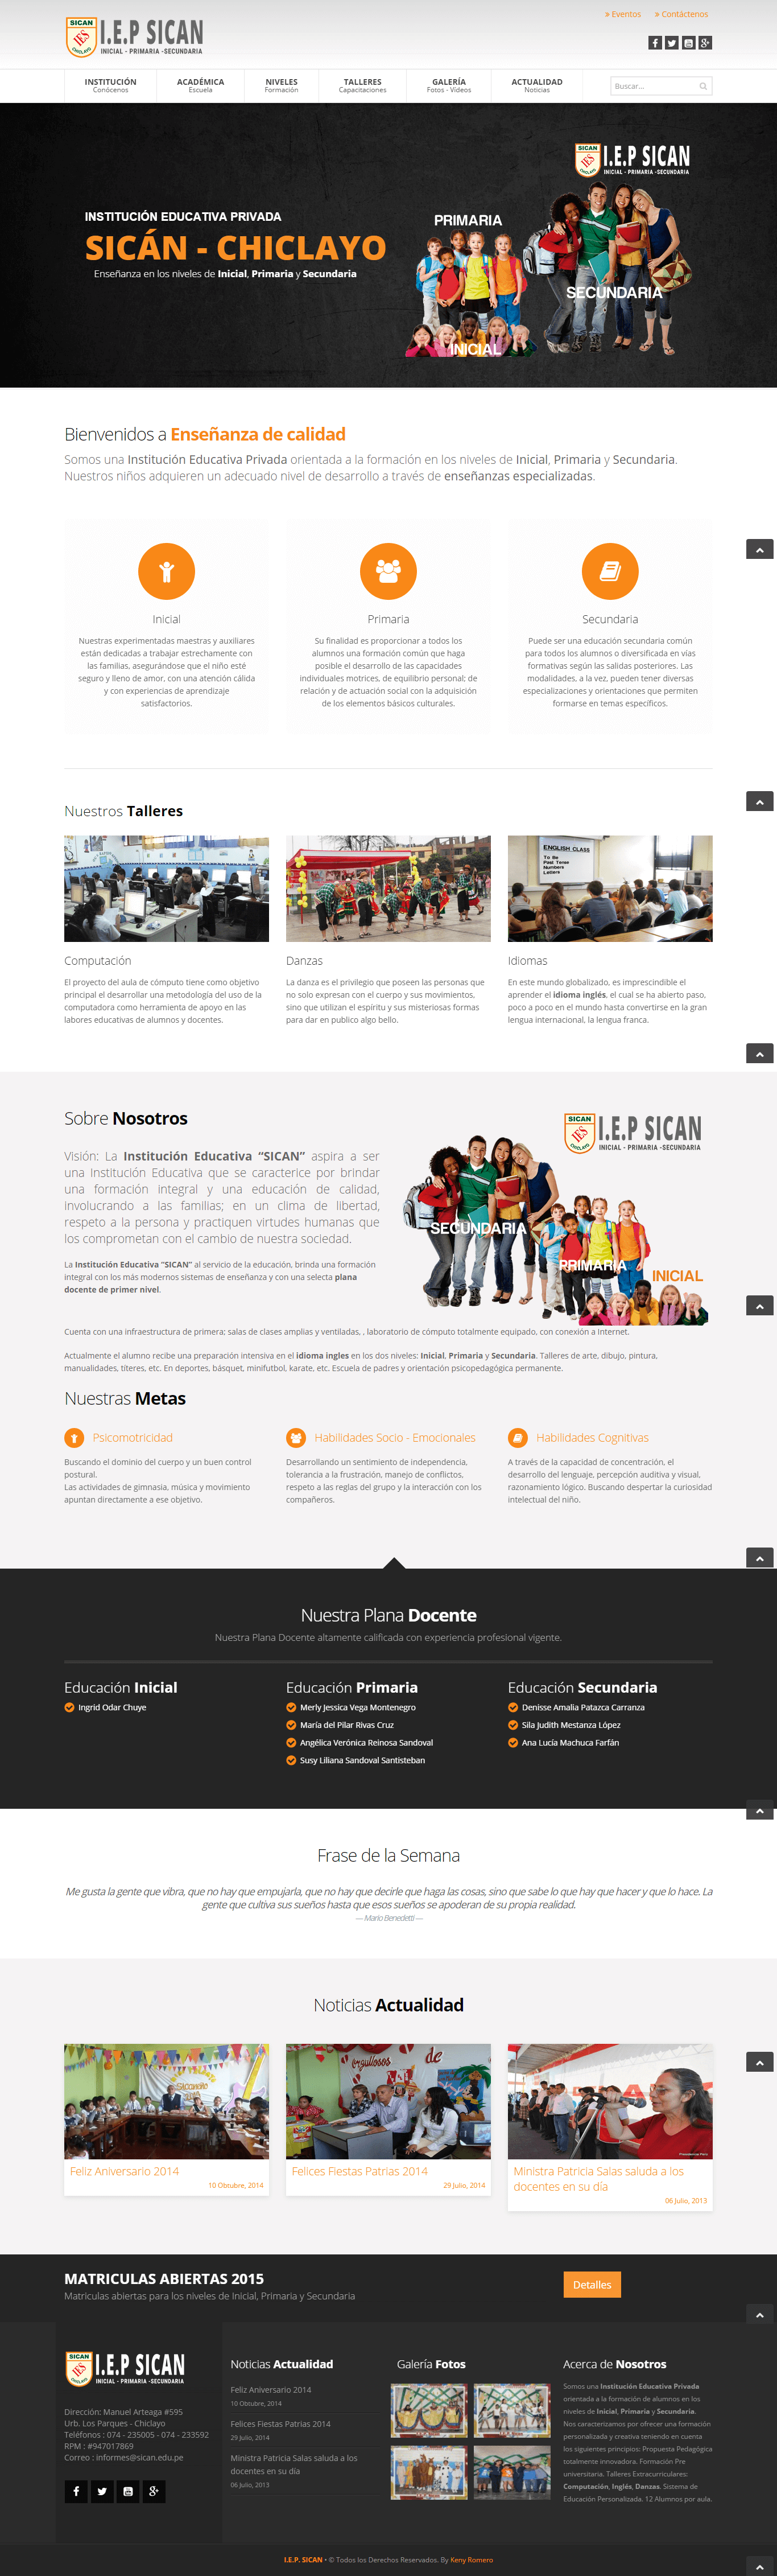 Eventos
Contáctenos
SICAN
CHICLAYO
I.E.P SICAN
INICIAL - PRIMARIA -SECUNDARIA
INSTITUCIÓN
Conócenos
ACADÉMICA
Escuela
NIVELES
Formación
TALLERES
Capacitaciones
GALERÍA
Fotos - Vídeos
ACTUALIDAD
Noticias
Buscar...
SICAN
CHICLAYO
I.E.P SICAN
INICIAL - PRIMARIA -SECUNDARIA
INSTITUCIÓN EDUCATIVA PRIVADA
SICÁN - CHICLAYO
Enseñanza en los niveles de Inicial, Primaria y Secundaria
PRIMARIA
SECUNDARIA
INICIAL
Bienvenidos a Enseñanza de calidad
Somos una Institución Educativa Privada orientada a la formación en los niveles de Inicial, Primaria y Secundaria.
Nuestros niños adquieren un adecuado nivel de desarrollo a través de enseñanzas especializadas.
Inicial
Nuestras experimentadas maestras y auxiliares
están dedicadas a trabajar estrechamente con
las familias, asegurándose que el niño esté
seguro y lleno de amor, con una atención cálida
y con experiencias de aprendizaje
satisfactorios.
Primaria
Su finalidad es proporcionar a todos los
alumnos una formación común que haga
posible el desarrollo de las capacidades
individuales motrices, de equilibrio personal; de
relación y de actuación social con la adquisición
de los elementos básicos culturales.
Secundaria
Puede ser una educación secundaria común
para todos los alumnos o diversificada en vías
formativas según las salidas posteriores. Las
modalidades, a la vez, pueden tener diversas
especializaciones y orientaciones que permiten
formarse en temas específicos.
Nuestros Talleres
ENGLISH CLASS
To Be
Past Tense
Numbers
Letters
Computación
El proyecto del aula de cómputo tiene como objetivo
principal el desarrollar una metodología del uso de la
computadora como herramienta de apoyo en las
labores educativas de alumnos y docentes.
Danzas
La danza es el privilegio que poseen las personas que
no solo expresan con el cuerpo y sus movimientos,
sino que utilizan el espíritu y sus misteriosas formas
para dar en publico algo bello.
Idiomas
En este mundo globalizado, es imprescindible el
aprender el idioma inglés. el cual se ha abierto paso,
poco a poco en el mundo hasta convertirse en la gran
lengua internacional, la lengua franca.
Sobre Nosotros
Visión: La Institución Educativa “SICAN” aspira a ser
una Institución Educativa que se caracterice por brindar
una formación integral y una educación de calidad,
involucrando a las familias; en un clima de libertad,
respeto a la persona y practiquen virtudes humanas que
los comprometan con el cambio de nuestra sociedad.
SICAN
CHICLAYO
I.E.P SICAN
INICIAL - PRIMARIA -SECUNDARIA
SECUNDARIA
PRIMARIA
INICIAL
La Institución Educativa “SICAN” al servicio de la educación, brinda una formación
integral con los más modernos sistemas de enseñanza y con una selecta plana
docente de primer nivel.
Cuenta con una infraestructura de primera; salas de clases amplias y ventiladas, , laboratorio de cómputo totalmente equipado, con conexión a Internet.
Actualmente el alumno recibe una preparación intensiva en el idioma ingles en los dos niveles: Inicial, Primaria y Secundaria. Talleres de arte, dibujo, pintura,
manualidades, títeres, etc. En deportes, básquet, minifutbol, karate, etc. Escuela de padres y orientación psicopedagógica permanente.
Nuestras Metas
Psicomotricidad
Buscando el dominio del cuerpo y un buen control
postural.
Las actividades de gimnasia, música y movimiento
apuntan directamente a ese objetivo.
Habilidades Socio - Emocionales
Desarrollando un sentimiento de independencia,
tolerancia a la frustración, manejo de conflictos,
respeto a las reglas del grupo y la interacción con los
compañeros.
Habilidades Cognitivas
A través de la capacidad de concentración, el
desarrollo del lenguaje, percepción auditiva y visual,
razonamiento lógico. Buscando despertar la curiosidad
intelectual del niño.
Nuestra Plana Docente
Nuestra Plana Docente altamente calificada con experiencia profesional vigente.
Educación Inicial
Ingrid Odar Chuye
Educación Primaria
Merly Jessica Vega Montenegro
María del Pilar Rivas Cruz
Angélica Verónica Reinosa Sandoval
Susy Liliana Sandoval Santisteban
Educación Secundaria
Denisse Amalia Patazca Carranza
Sila Judith Mestanza López
Ana Lucía Machuca Farfán
Frase de la Semana
Me gusta la gente que vibra, que no hay que empujarla, que no hay que decirle que haga las cosas, sino que sabe lo que hay que hacer y que lo hace. La
gente que cultiva sus sueños hasta que esos sueños se apoderan de su propia realidad.
— Mario Benedetti —
Noticias Actualidad
Feliz Aniversario 2014
10 Obtubre, 2014
Felices Fiestas Patrias 2014
29 Julio, 2014
Ministra Patricia Salas saluda a los
docentes en su día
06 Julio, 2013
MATRICULAS ABIERTAS 2015
Matriculas abiertas para los niveles de Inicial, Primaria y Secundaria
Detalles
SICAN
CHICLAYO
I.E.P SICAN
INICIAL - PRIMARIA -SECUNDARIA
Dirección: Manuel Arteaga #595
Urb. Los Parques - Chiclayo
Teléfonos : 074 - 235005 - 074 - 233592
RPM : #947017869
Correo : informes@sican.edu.pe
Noticias Actualidad
Feliz Aniversario 2014
10 Obtubre, 2014
Felices Fiestas Patrias 2014
29 Julio, 2014
Ministra Patricia Salas saluda a los
docentes en su día
06 Julio, 2013
Galería Fotos
Acerca de Nosotros
Somos una Institución Educativa Privada
orientada a la formación de alumnos en los
niveles de Inicial, Primaria y Secundaria.
Nos caracterizamos por ofrecer una formación
personalizada y creativa teniendo en cuenta
los siguientes principios: Propuesta Pedagógica
totalmente innovadora. Formación Pre
universitaria. Talleres Extracurriculares:
Computación, Inglés, Danzas. Sistema de
Educación Personalizada. 12 Alumnos por aula.
I.E.P. SICAN • © Todos los Derechos Reservados. By Keny Romero